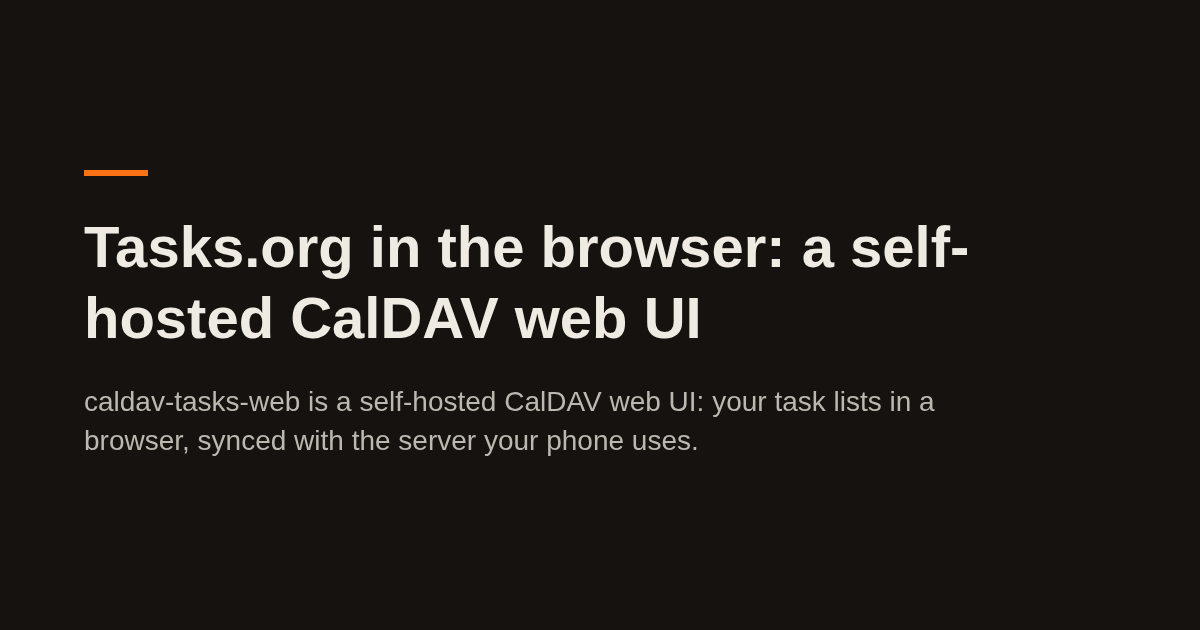 Tasks.org in the browser: a self-
hosted CalDAV web UI
caldav-tasks-web is a self-hosted CalDAV web UI: your task lists in a
browser, synced with the server your phone uses.